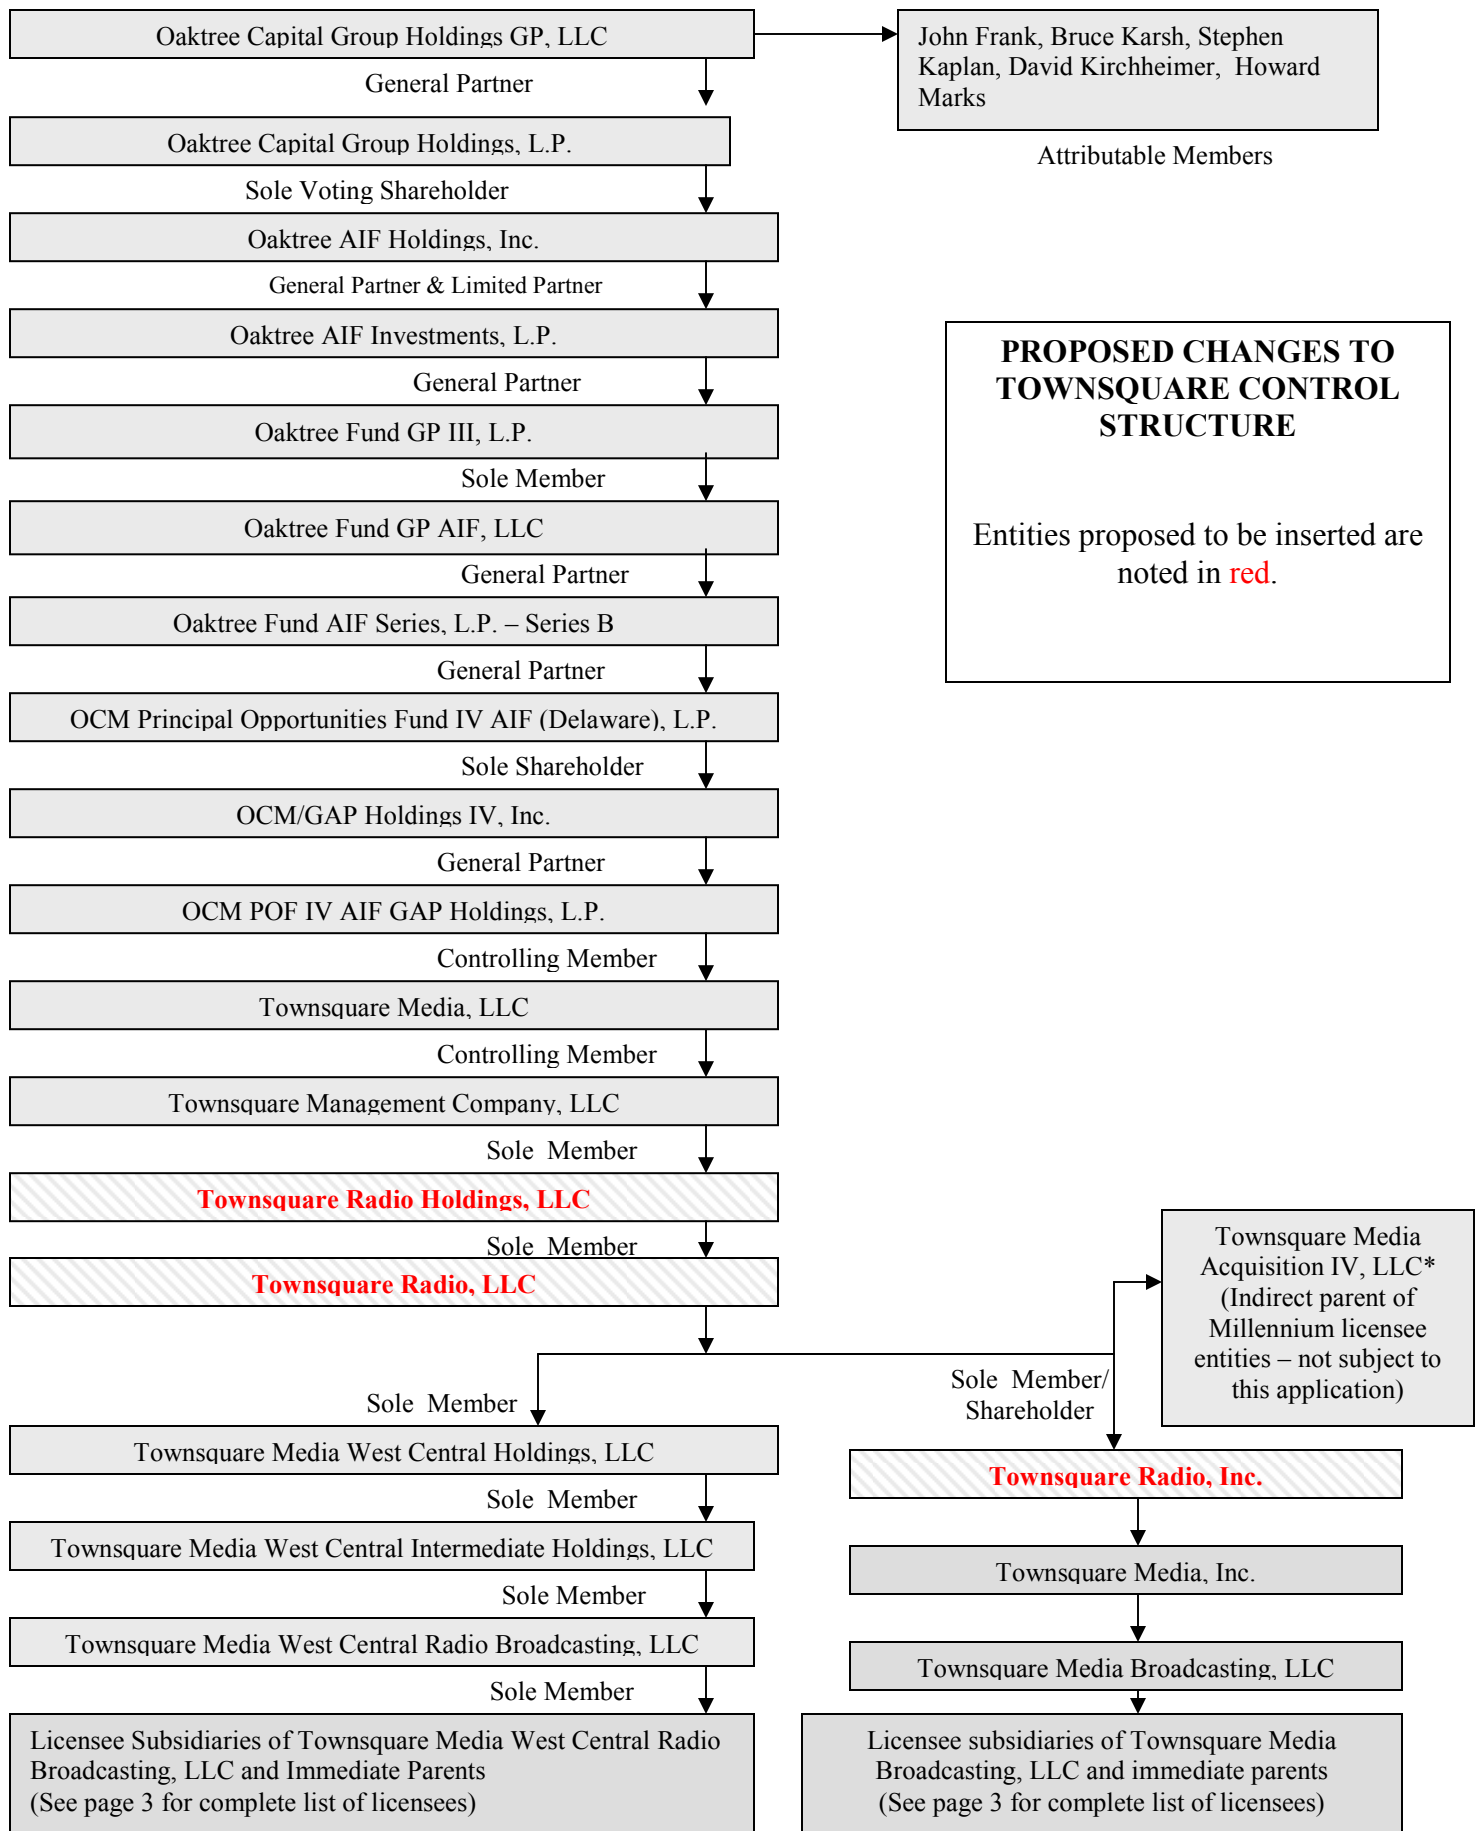 Oaktree Capital Group Holdings GP, LLC
John Frank, Bruce Karsh, Stephen
Kaplan, David Kirchheimer, Howard
Marks
General Partner
Attributable Members
Oaktree Capital Group Holdings, L.P.
Sole Voting Shareholder
Oaktree AIF Holdings, Inc.
General Partner & Limited Partner
Oaktree AIF Investments, L.P.
General Partner
Oaktree Fund GP III, L.P.
Sole Member
Oaktree Fund GP AIF, LLC
General Partner
Oaktree Fund AIF Series, L.P. – Series B
General Partner
OCM Principal Opportunities Fund IV AIF (Delaware), L.P.
Sole Shareholder
OCM/GAP Holdings IV, Inc.
General Partner
OCM POF IV AIF GAP Holdings, L.P.
Controlling Member
Townsquare Media, LLC
Controlling Member
Townsquare Management Company, LLC
Sole Member
Townsquare Radio Holdings, LLC
Sole Member
Townsquare Radio, LLC
PROPOSED CHANGES TO
TOWNSQUARE CONTROL
STRUCTURE
Entities proposed to be inserted are
noted in red.
Townsquare Media
Acquisition IV, LLC*
(Indirect parent of
Millennium licensee
entities – not subject to
this application)
Sole Member
Townsquare Media West Central Holdings, LLC
Sole Member
Townsquare Media West Central Intermediate Holdings, LLC
Sole Member
Townsquare Media West Central Radio Broadcasting, LLC
Sole Member
Licensee Subsidiaries of Townsquare Media West Central Radio
Broadcasting, LLC and Immediate Parents
(See page 3 for complete list of licensees)
Sole Member/
Shareholder
Townsquare Radio, Inc.
Townsquare Media, Inc.
Townsquare Media Broadcasting, LLC
Licensee subsidiaries of Townsquare Media
Broadcasting, LLC and immediate parents
(See page 3 for complete list of licensees)